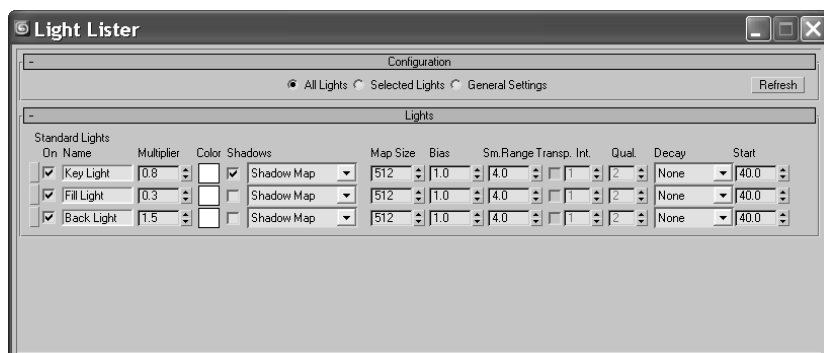 Light Lister
- Configuration
All Lights Selected Lights General Settings Refresh
- Lights
Standard Lights
On Name Multiplier Color Shadows Map Size Bias Sm.Range Transp. Int. Qual. Decay Start
Key Light 0.8 Shadow Map 512 1.0 4.0 1 2 None 40.0
Fill Light 0.3 Shadow Map 512 1.0 4.0 1 2 None 40.0
Back Light 1.5 Shadow Map 512 1.0 4.0 1 2 None 40.0